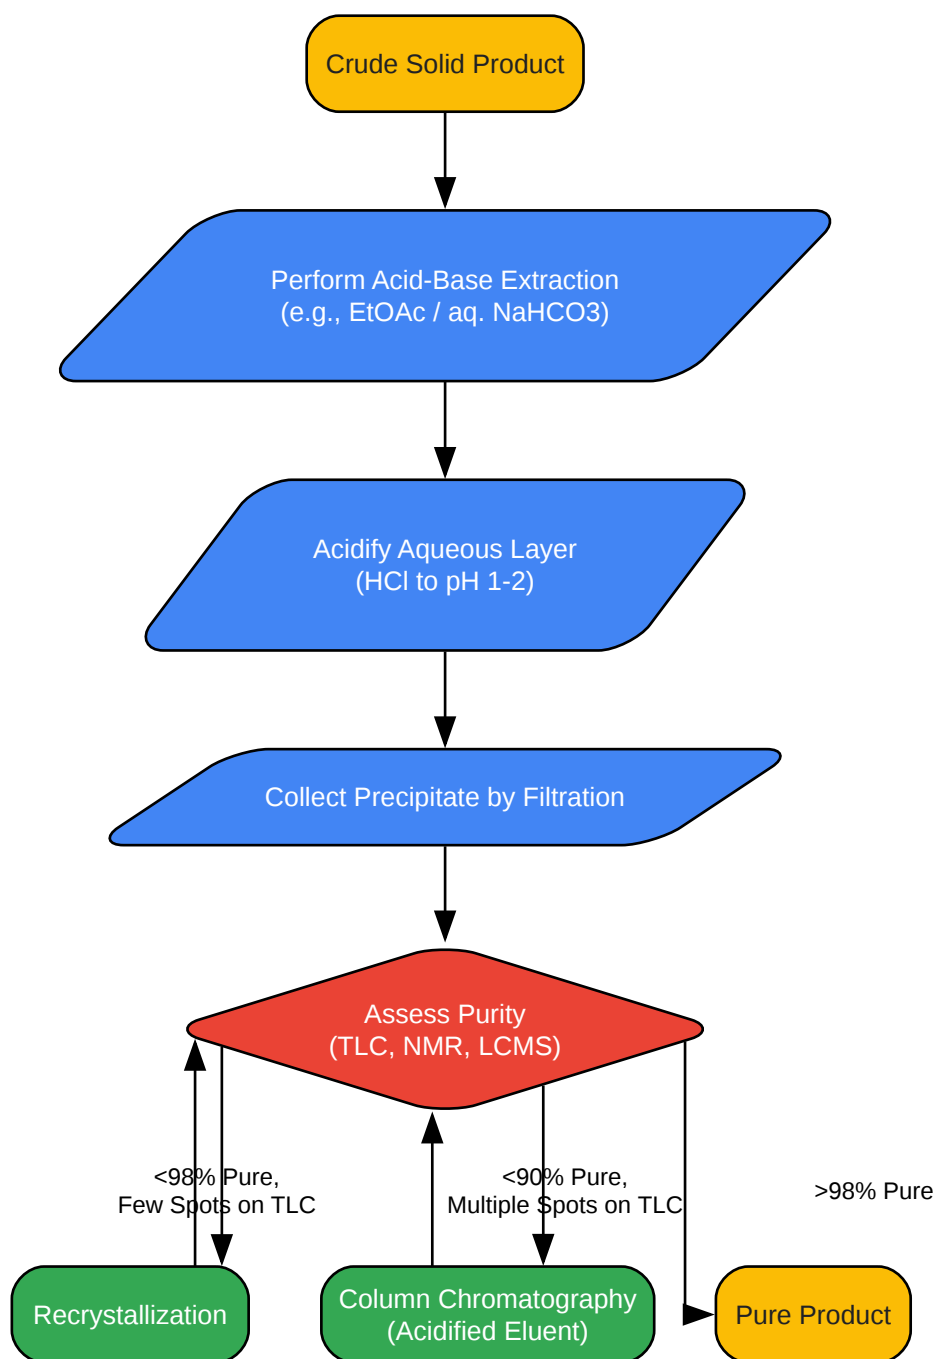 Crude Solid Product
Perform Acid-Base Extraction
(e.g., EtOAc / aq. NaHCO3)
Acidify Aqueous Layer
(HCl to pH 1-2)
Collect Precipitate by Filtration
Assess Purity
(TLC, NMR, LCMS)
<98% Pure,
Few Spots on TLC
<90% Pure,
Multiple Spots on TLC
>98% Pure
Recrystallization
Column Chromatography
(Acidified Eluent)
Pure Product